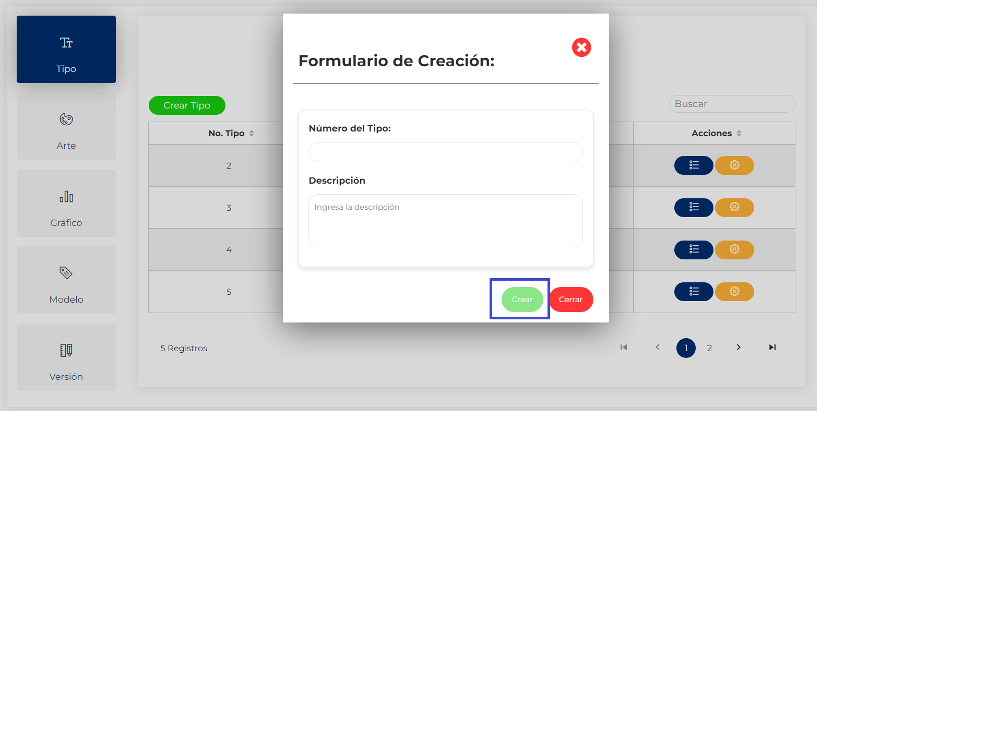 Tipo
Arte
Gráfico
Modelo
Versión
Crear Tipo
Buscar
No. Tipo
Acciones
2
3
4
5
5 Registros
1
2
Formulario de Creación:
Número del Tipo:
Descripción
Ingresa la descripción
Crear
Cerrar